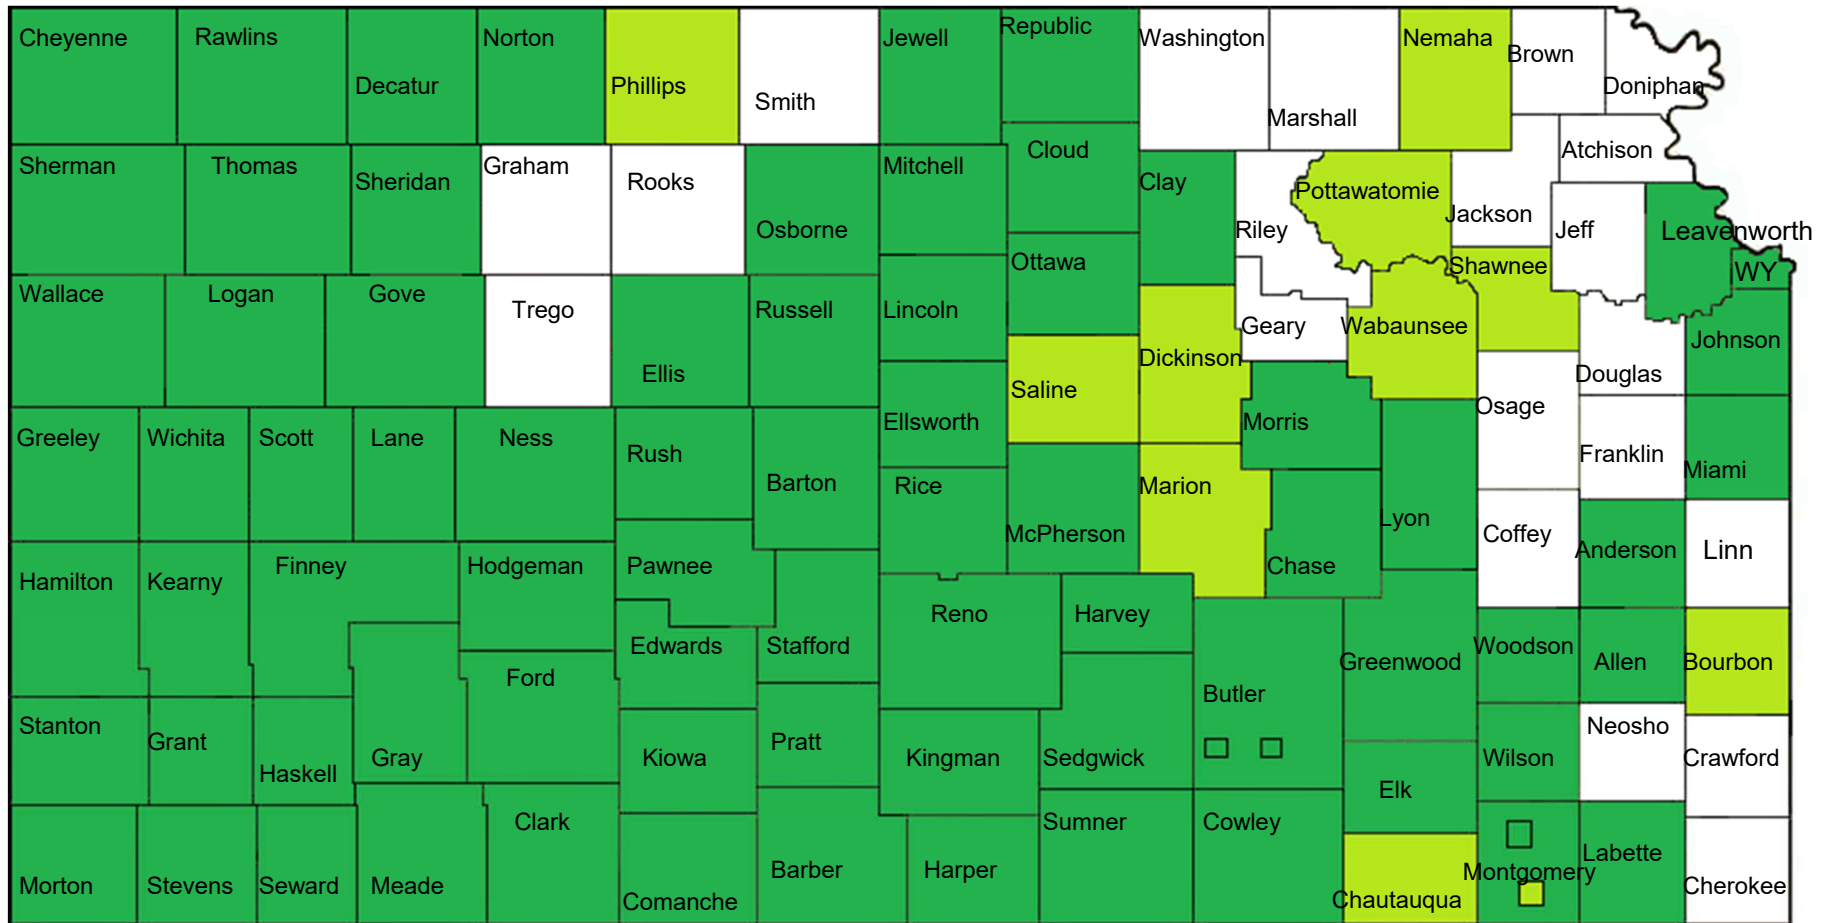 Cheyenne
Rawlins
Decatur
Norton
Phillips
Smith
Jewell
Republic
Washington
Marshall
Nemaha
Brown
Doniphan
Sherman
Thomas
Sheridan
Graham
Rooks
Osborne
Mitchell
Cloud
Clay
Riley
Pottawatomie
Jackson
Atchison
Jeff
Leavenworth
WY
Wallace
Logan
Gove
Trego
Ellis
Russell
Lincoln
Ottawa
Saline
Dickinson
Geary
Wabaunsee
Shawnee
Douglas
Johnson
Greeley
Wichita
Scott
Lane
Ness
Rush
Barton
Ellsworth
Rice
McPherson
Marion
Morris
Chase
Lyon
Osage
Coffey
Franklin
Anderson
Miami
Linn
Hamilton
Kearny
Finney
Hodgeman
Pawnee
Edwards
Stafford
Reno
Harvey
Butler
Greenwood
Woodson
Allen
Bourbon
Stanton
Grant
Haskell
Gray
Ford
Kiowa
Pratt
Kingman
Sedgwick
Elk
Wilson
Neosho
Crawford
Morton
Stevens
Seward
Meade
Clark
Comanche
Barber
Harper
Sumner
Cowley
Chautauqua
Montgomery
Labette
Cherokee